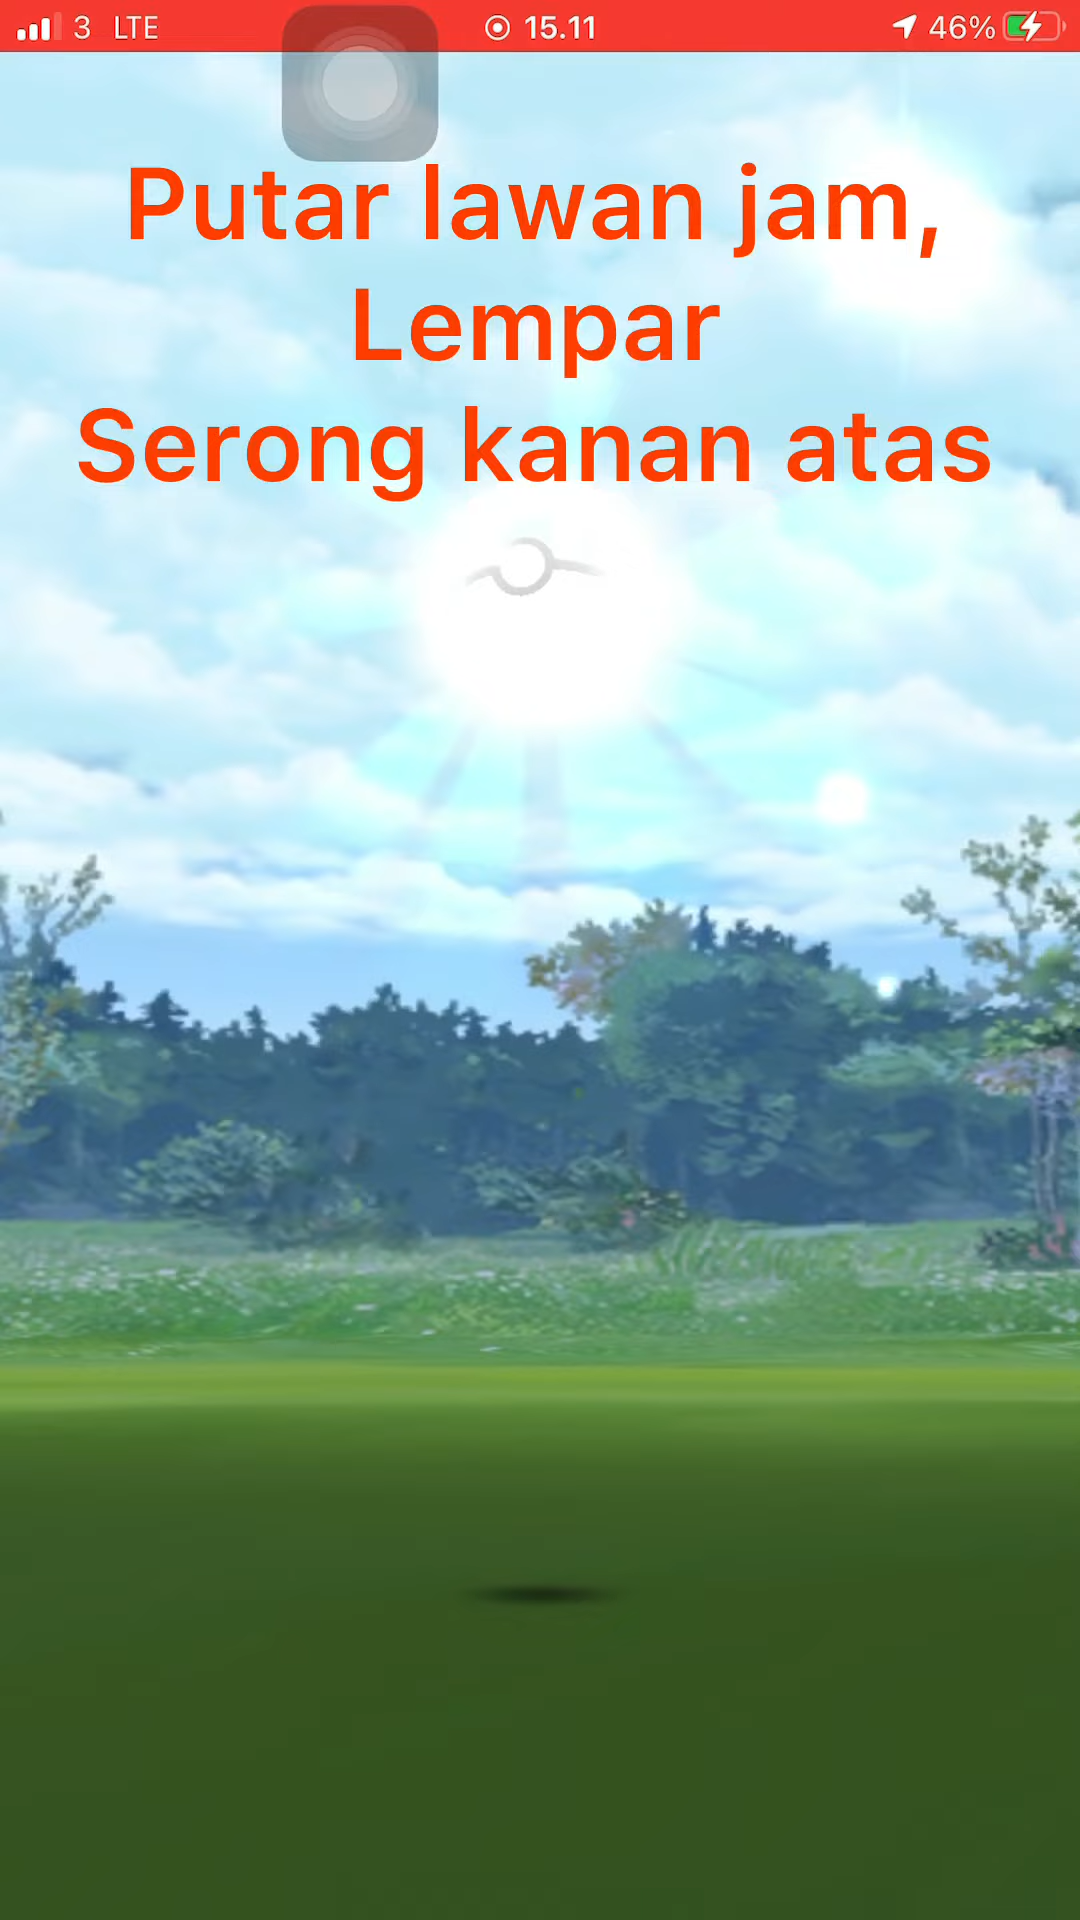 3 LTE 15.11 46%
Putar lawan jam,
Lempar
Serong kanan atas